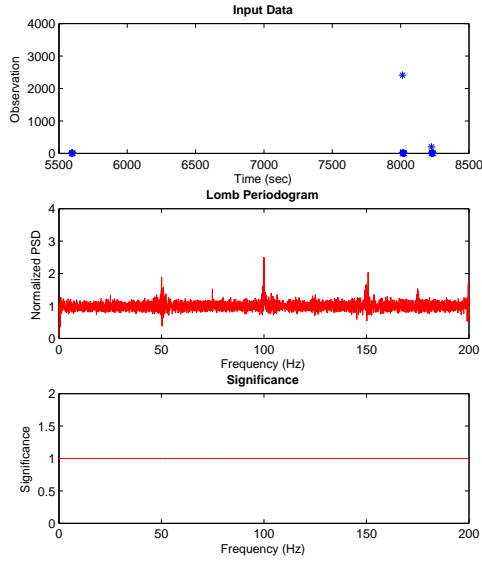 Input Data
4000
3000
2000
1000
0
Observation
5500 6000 6500 7000 7500 8000 8500
Time (sec)
Lomb Periodogram
4
3
2
1
0
Normalized PSD
0 50 100 150 200
Frequency (Hz)
Significance
2
1.5
1
0.5
0
Significance
0 50 100 150 200
Frequency (Hz)